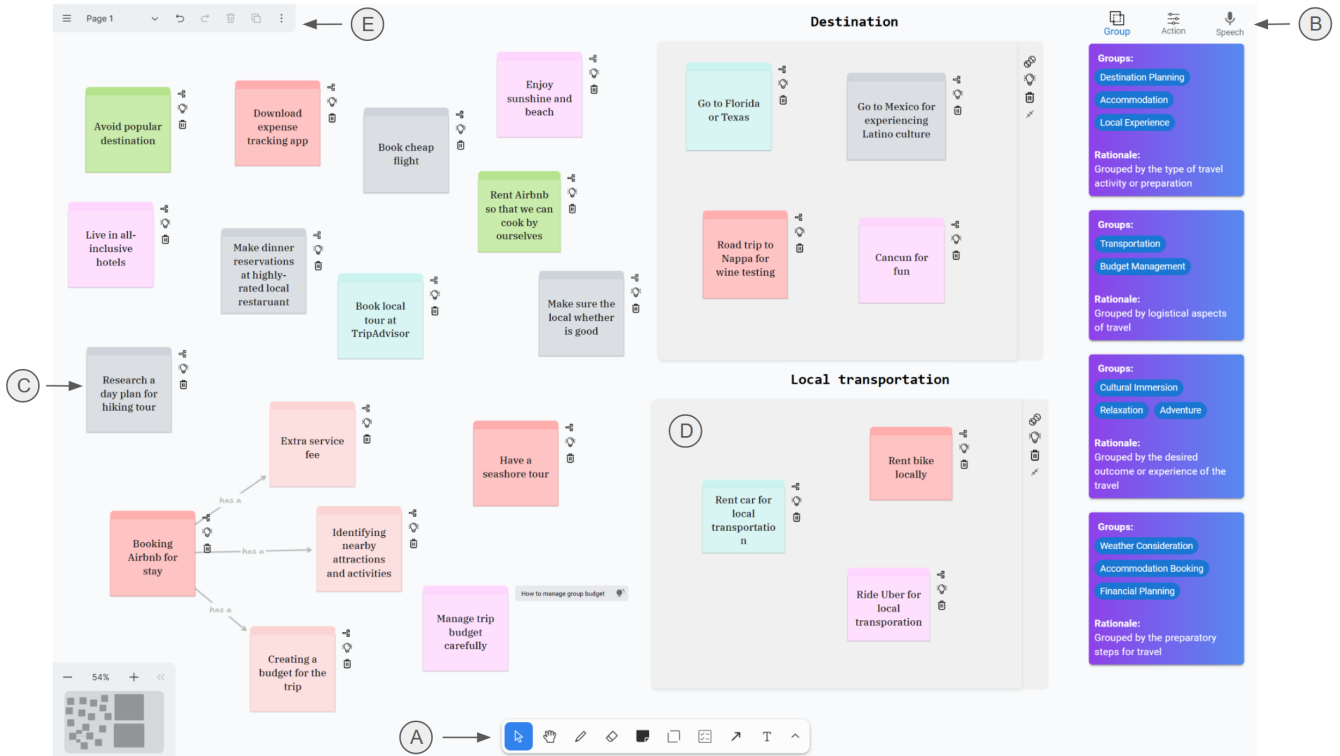 Page 1
E
Destination
Group
Action
Speech
B
Avoid popular
destination
Download
expense
tracking app
Book cheap
flight
Enjoy
sunshine and
beach
Go to Florida
or Texas
Go to Mexico for
experiencing
Latino culture
Live in all-
inclusive
hotels
Make dinner
reservations
at highly-
rated local
restaruant
Rent Airbnb
so that we can
cook by
ourselves
Book local
tour at
TripAdvisor
Make sure the
local whether
is good
Road trip to
Nappa for
wine testing
Cancun for
fun
C
Research a
day plan for
hiking tour
Local transportation
D
Extra service
fee
Have a
seashore tour
Rent bike
locally
Rent car for
local
transportatio
n
has a
Booking
Airbnb for
stay
has a
Identifying
nearby
attractions
and activities
has a
Creating a
budget for the
trip
Manage trip
budget
carefully
How to manage group budget
Ride Uber for
local
transporation
Groups:
Destination Planning
Accommodation
Local Experience
Rationale:
Grouped by the type of travel
activity or preparation
Groups:
Transportation
Budget Management
Rationale:
Grouped by logistical aspects
of travel
Groups:
Cultural Immersion
Relaxation Adventure
Rationale:
Grouped by the desired
outcome or experience of the
travel
Groups:
Weather Consideration
Accommodation Booking
Financial Planning
Rationale:
Grouped by the preparatory
steps for travel
54%
A
T